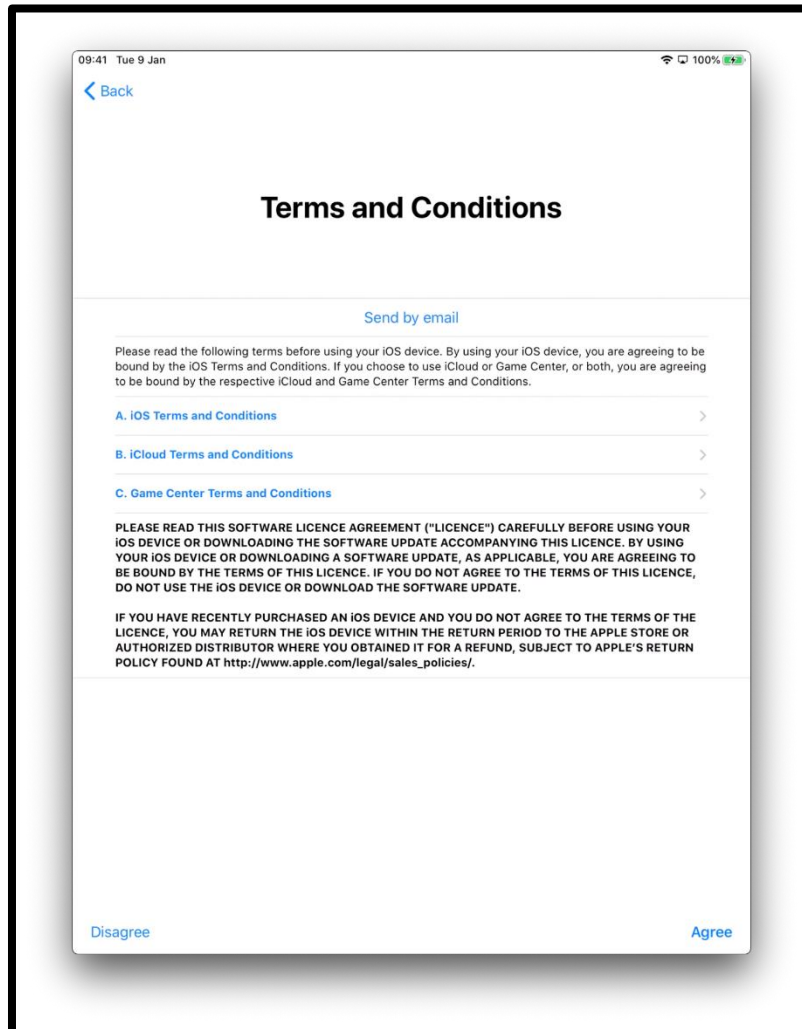 09:41 Tue 9 Jan 100%
Back
Terms and Conditions
Send by email
Please read the following terms before using your iOS device. By using your iOS device, you are agreeing to be
bound by the iOS Terms and Conditions. If you choose to use iCloud or Game Center, or both, you are agreeing
to be bound by the respective iCloud and Game Center Terms and Conditions.
A. iOS Terms and Conditions
B. iCloud Terms and Conditions
C. Game Center Terms and Conditions
PLEASE READ THIS SOFTWARE LICENCE AGREEMENT ("LICENCE") CAREFULLY BEFORE USING YOUR
iOS DEVICE OR DOWNLOADING THE SOFTWARE UPDATE ACCOMPANYING THIS LICENCE. BY USING
YOUR iOS DEVICE OR DOWNLOADING A SOFTWARE UPDATE, AS APPLICABLE, YOU ARE AGREEING TO
BE BOUND BY THE TERMS OF THIS LICENCE. IF YOU DO NOT AGREE TO THE TERMS OF THIS LICENCE,
DO NOT USE THE iOS DEVICE OR DOWNLOAD THE SOFTWARE UPDATE.
IF YOU HAVE RECENTLY PURCHASED AN iOS DEVICE AND YOU DO NOT AGREE TO THE TERMS OF THE
LICENCE, YOU MAY RETURN THE iOS DEVICE WITHIN THE RETURN PERIOD TO THE APPLE STORE OR
AUTHORIZED DISTRIBUTOR WHERE YOU OBTAINED IT FOR A REFUND, SUBJECT TO APPLE'S RETURN
POLICY FOUND AT http://www.apple.com/legal/sales_policies/.
Disagree Agree